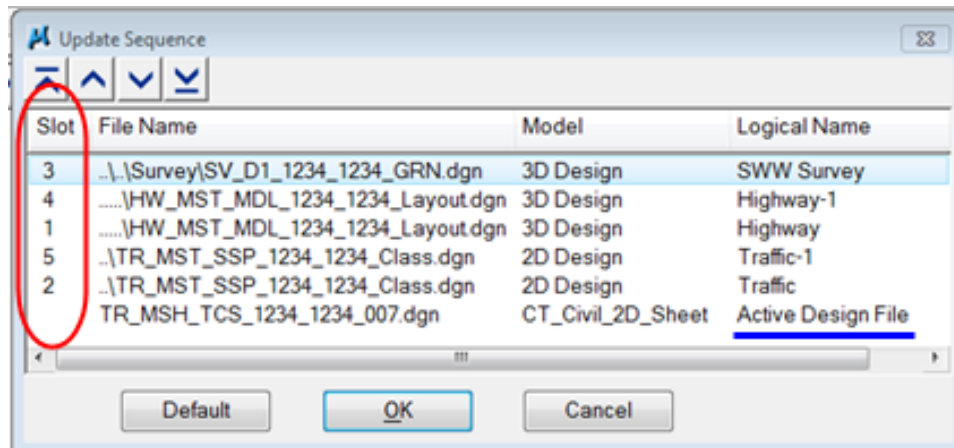 Update Sequence
Slot File Name Model Logical Name
3 ..\..\Survey\SV_D1_1234_1234_GRN.dgn 3D Design SWW Survey
4 .....\HW_MST_MDL_1234_1234_Layout.dgn 3D Design Highway-1
1 .....\HW_MST_MDL_1234_1234_Layout.dgn 3D Design Highway
5 ..\TR_MST_SSP_1234_1234_Class.dgn 2D Design Traffic-1
2 ..\TR_MST_SSP_1234_1234_Class.dgn 2D Design Traffic
TR_MSH_TCS_1234_1234_007.dgn CT_Civil_2D_Sheet Active Design File
Default OK Cancel